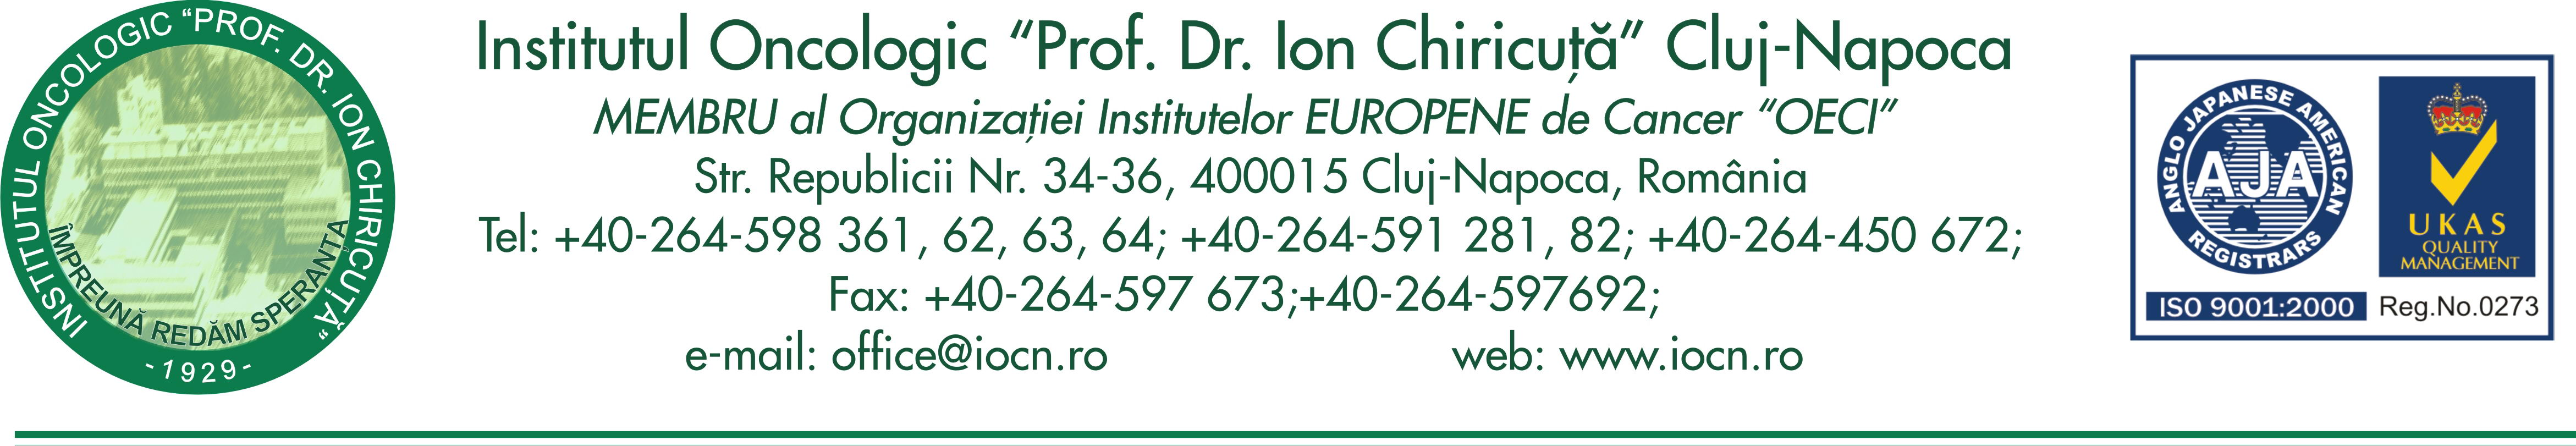 INSTITUTUL ONCOLOGIC “PROF. DR. ION CHIRICUȚĂ”
ÎMPREUNĂ REDĂM SPERANȚA
-1929-
Institutul Oncologic “Prof. Dr. Ion Chiricuță” Cluj-Napoca
MEMBRU al Organizației Institutelor EUROPENE de Cancer “OECI”
Str. Republicii Nr. 34-36, 400015 Cluj-Napoca, România
Tel: +40-264-598 361, 62, 63, 64; +40-264-591 281, 82; +40-264-450 672;
Fax: +40-264-597 673;+40-264-597692;
e-mail: office@iocn.ro web: www.iocn.ro
ANGLO JAPANESE AMERICAN
AJA
REGISTRARS
ISO 9001:2000
UKAS
QUALITY
MANAGEMENT
Reg.No.0273